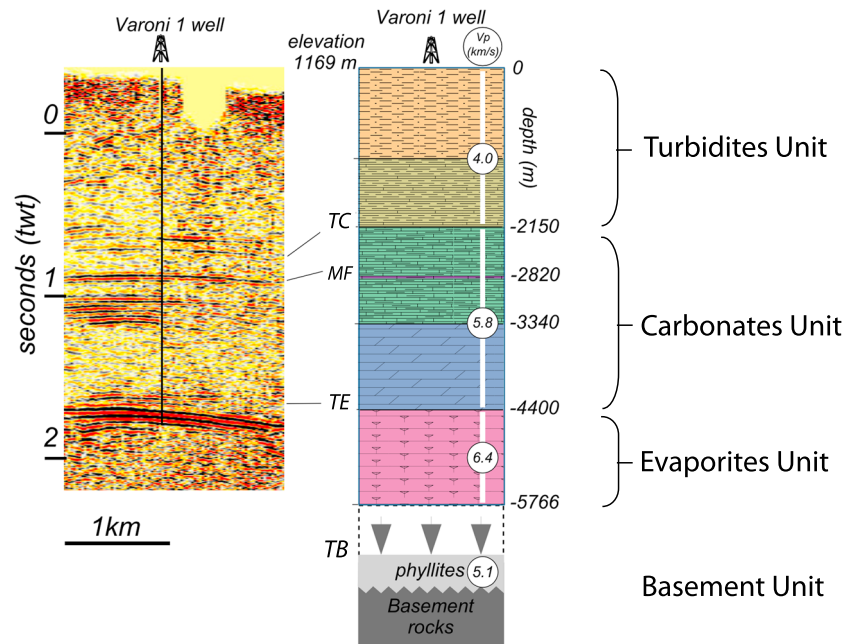 Varoni 1 well
0
1
2
seconds (twt)
1km
Varoni 1 well
elevation
1169 m
Vp
(km/s)
0
depth (m)
4.0
TC
-2150
MF
-2820
5.8
-3340
TE
-4400
6.4
-5766
TB
phyllites
5.1
Basement
rocks
Turbidites Unit
Carbonates Unit
Evaporites Unit
Basement Unit